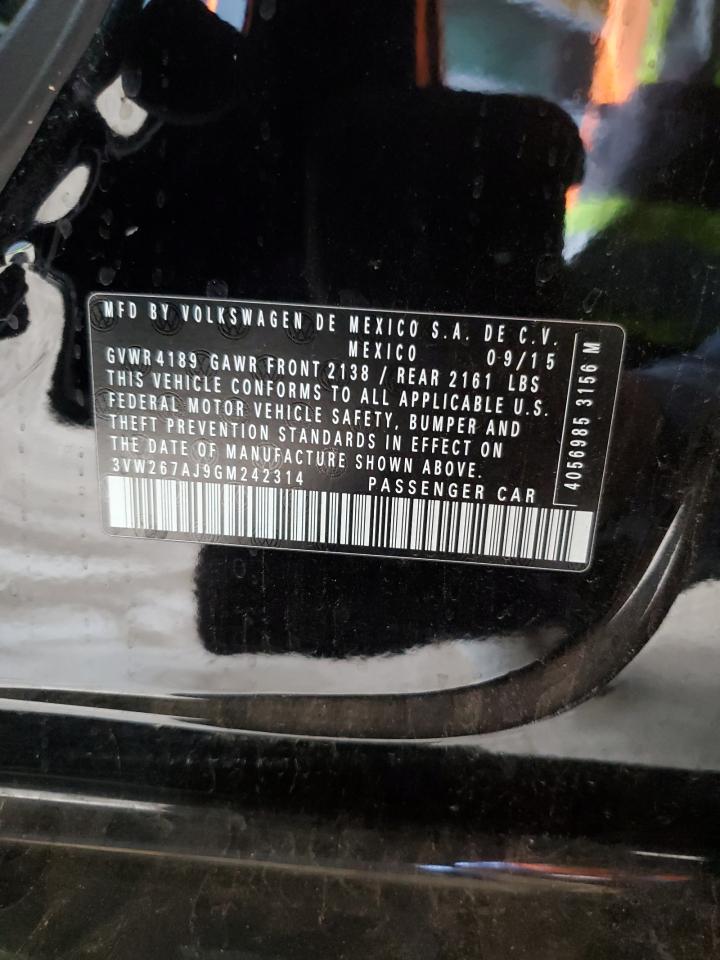 MFD BY VOLKSWAGEN DE MEXICO S.A. DE C.V.
MEXICO 09/15
GVWR 4189 GAWR FRONT 2138 / REAR 2161 LBS
THIS VEHICLE CONFORMS TO ALL APPLICABLE U.S.
FEDERAL MOTOR VEHICLE SAFETY, BUMPER AND
THEFT PREVENTION STANDARDS IN EFFECT ON
THE DATE OF MANUFACTURE SHOWN ABOVE.
3VW267AJ9GM242314 PASSENGER CAR
4056985 3156 M